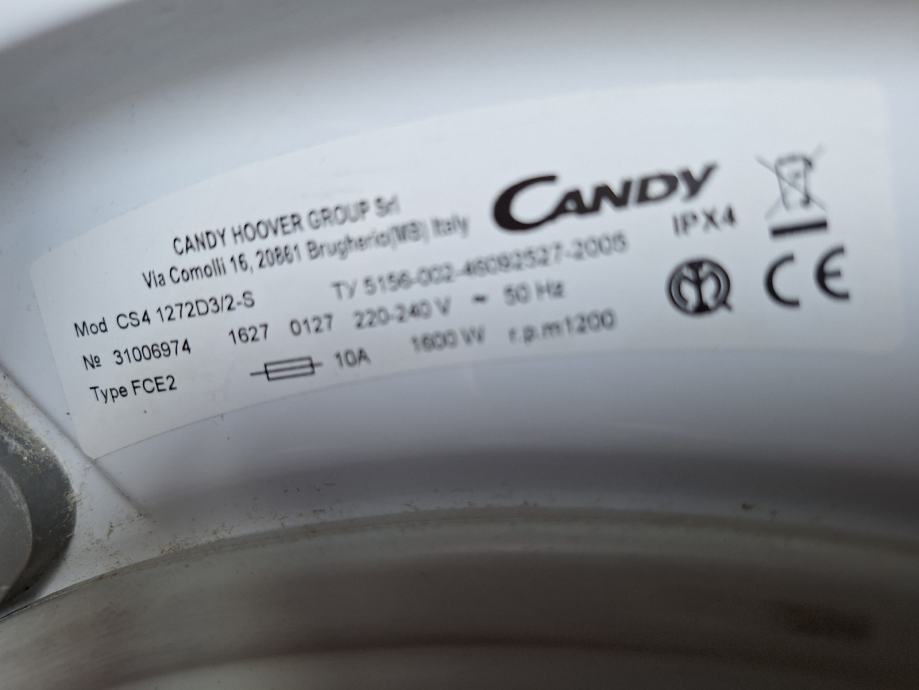 CANDY HOOVER GROUP Srl
Via Comolli 16, 20861 Brugherio(MB) Italy
CANDY
IPX4
Mod CS4 1272D3/2-S
ТУ 5156-002-46092527-2005
№ 31006974 1627 0127 220-240 V ~ 50 Hz
Type FCE2 10A 1600 W r.p.m1200
CE